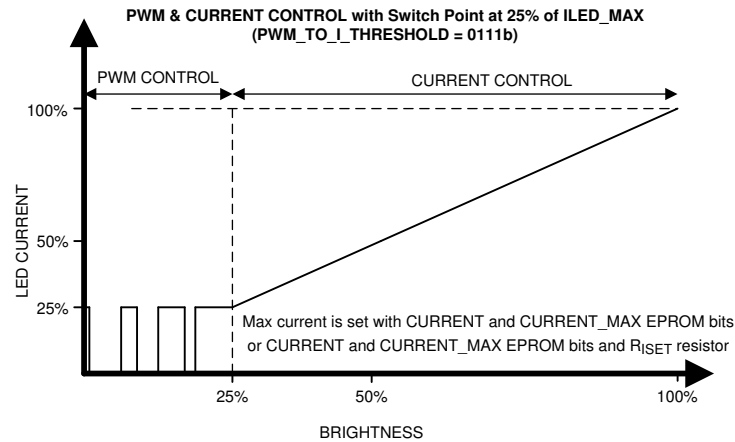 PWM & CURRENT CONTROL with Switch Point at 25% of ILED_MAX
(PWM_TO_I_THRESHOLD = 0111b)
PWM CONTROL
CURRENT CONTROL
100%
50%
25%
LED CURRENT
Max current is set with CURRENT and CURRENT_MAX EPROM bits
or CURRENT and CURRENT_MAX EPROM bits and RISET resistor
25%
50%
100%
BRIGHTNESS